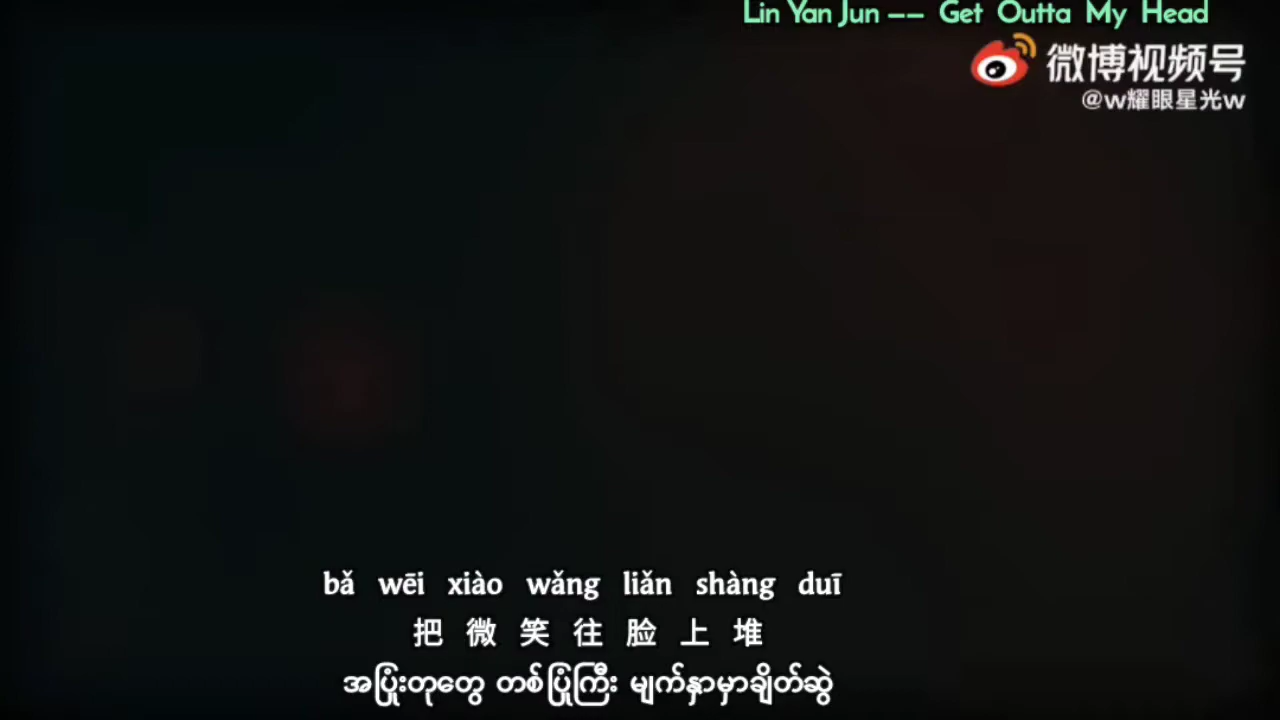 Lin Yan Jun –– Get Outta My Head
微博视频号
@w耀眼星光w
bǎ wēi xiào wǎng liǎn shàng duī
把 微 笑 往 脸 上 堆
အပြုံးတုတွေ တစ်ပြုံကြီး မျက်နှာမှာချိတ်ဆွဲ